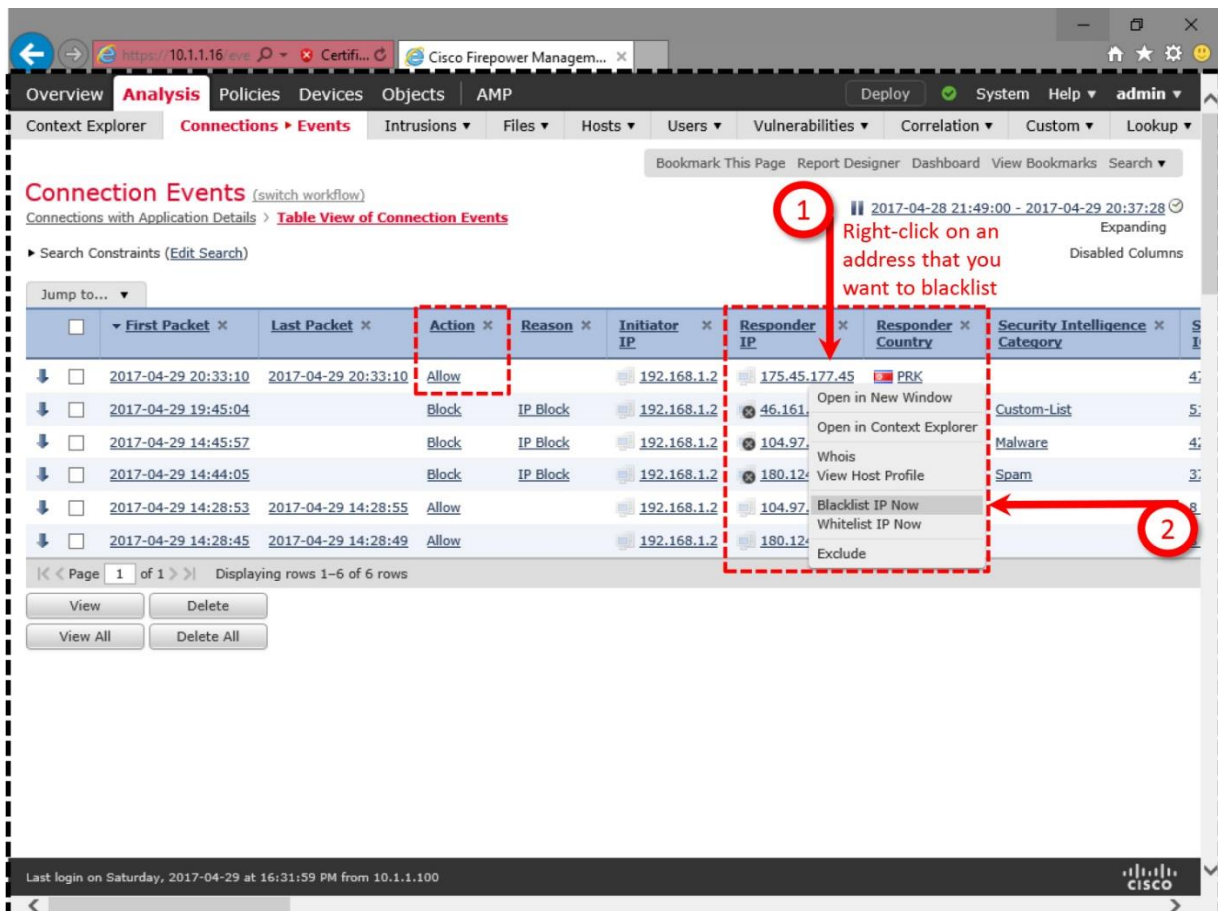 https://10.1.1.16/eve Certifi... Cisco Firepower Managem...
Overview Analysis Policies Devices Objects AMP Deploy System Help ▾ admin ▾
Context Explorer Connections ▸ Events Intrusions ▾ Files ▾ Hosts ▾ Users ▾ Vulnerabilities ▾ Correlation ▾ Custom ▾ Lookup ▾
Bookmark This Page Report Designer Dashboard View Bookmarks Search ▾
Connection Events (switch workflow)
Connections with Application Details > Table View of Connection Events
2017-04-28 21:49:00 - 2017-04-29 20:37:28
Expanding
▸ Search Constraints (Edit Search)
Disabled Columns
1
Right-click on an
address that you
want to blacklist
Jump to... ▾
▾ First Packet × Last Packet × Action × Reason × Initiator IP × Responder IP × Responder Country × Security Intelligence Category ×
2017-04-29 20:33:10 2017-04-29 20:33:10 Allow 192.168.1.2 175.45.177.45 PRK
2017-04-29 19:45:04 Block IP Block 192.168.1.2 46.161. Custom-List
2017-04-29 14:45:57 Block IP Block 192.168.1.2 104.97. Malware
2017-04-29 14:44:05 Block IP Block 192.168.1.2 180.124 Spam
2017-04-29 14:28:53 2017-04-29 14:28:55 Allow 192.168.1.2 104.97.
2017-04-29 14:28:45 2017-04-29 14:28:49 Allow 192.168.1.2 180.124
Open in New Window
Open in Context Explorer
Whois
View Host Profile
Blacklist IP Now
Whitelist IP Now
Exclude
2
Page 1 of 1 Displaying rows 1–6 of 6 rows
View Delete
View All Delete All
Last login on Saturday, 2017-04-29 at 16:31:59 PM from 10.1.1.100
CISCO